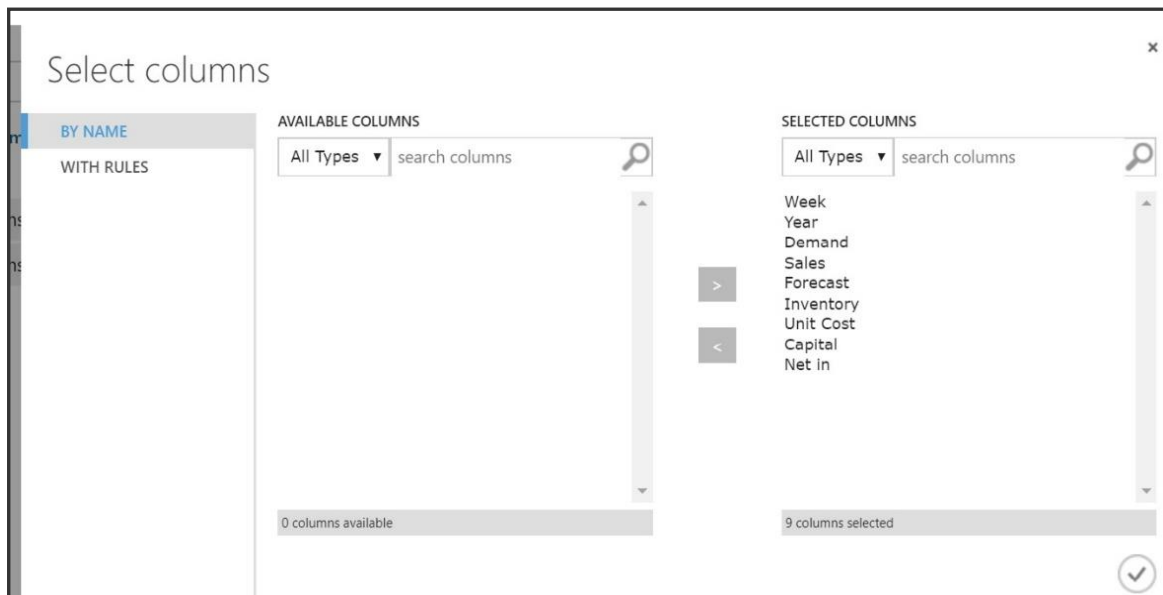 ×
Select columns
BY NAME
WITH RULES
AVAILABLE COLUMNS
All Types ▼ search columns
0 columns available
>
<
SELECTED COLUMNS
All Types ▼ search columns
Week
Year
Demand
Sales
Forecast
Inventory
Unit Cost
Capital
Net in
9 columns selected